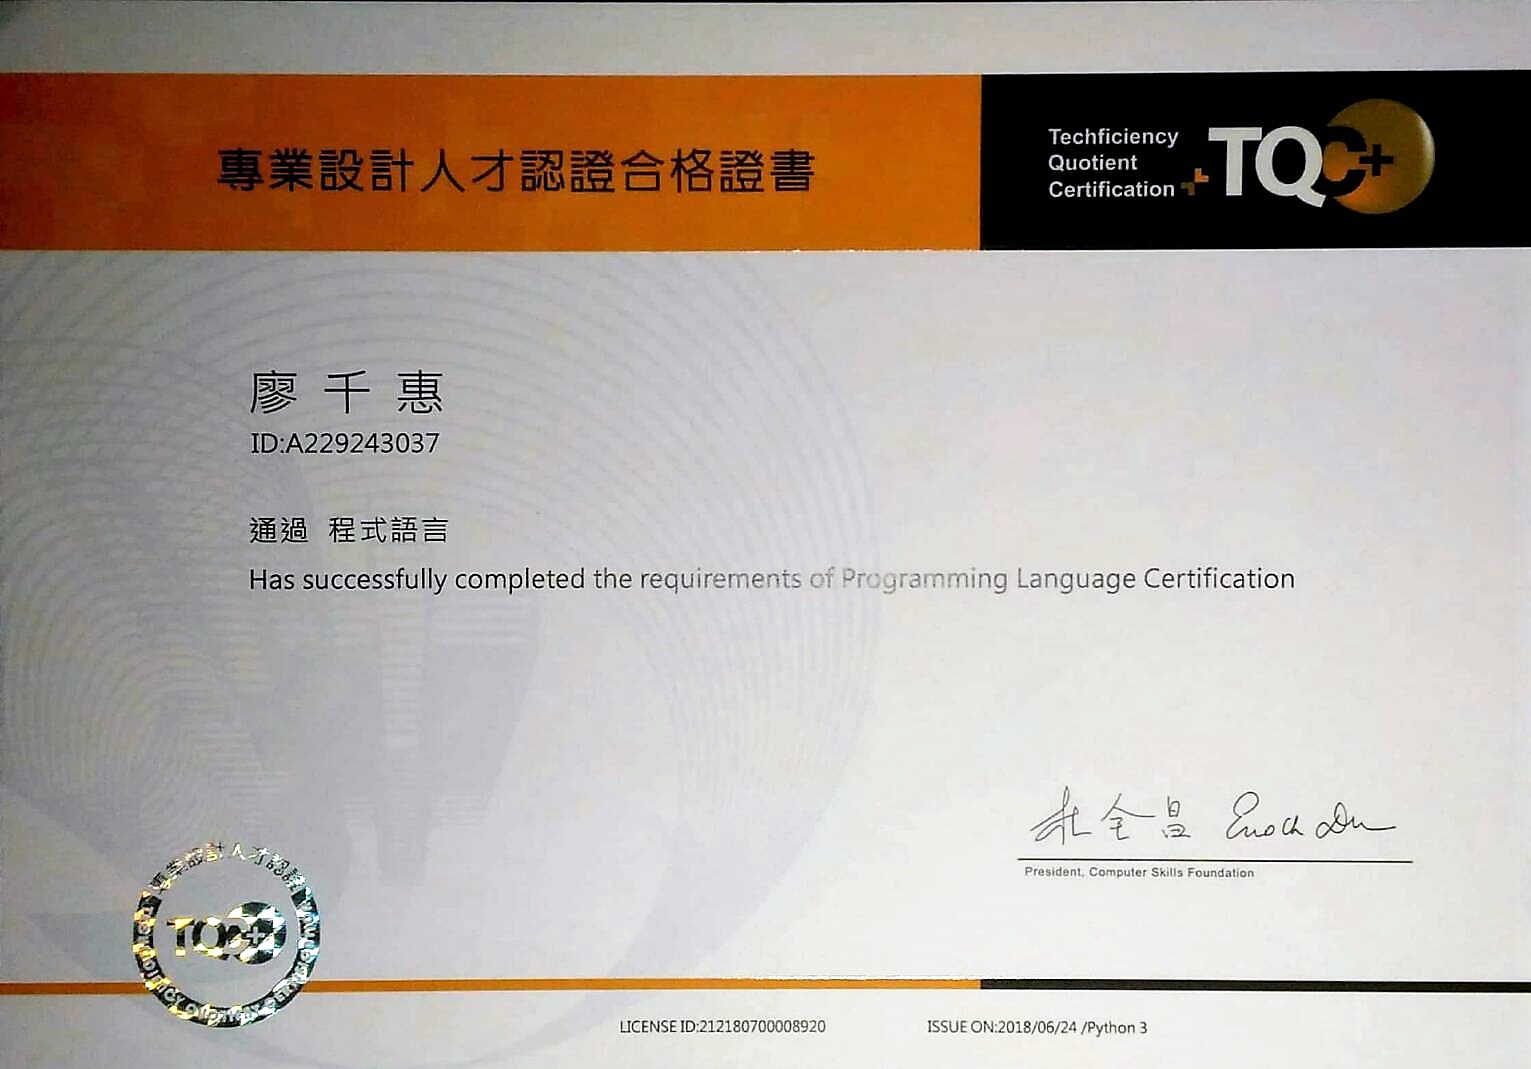 專業設計人才認證合格證書
Techficiency
Quotient
Certification
TQC+
廖千惠
ID:A229243037
通過 程式語言
Has successfully completed the requirements of Programming Language Certification
杜全昌 Enoch Du
President, Computer Skills Foundation
專業設計人才認證
TQC+
LICENSE ID:212180700008920
ISSUE ON:2018/06/24 /Python 3